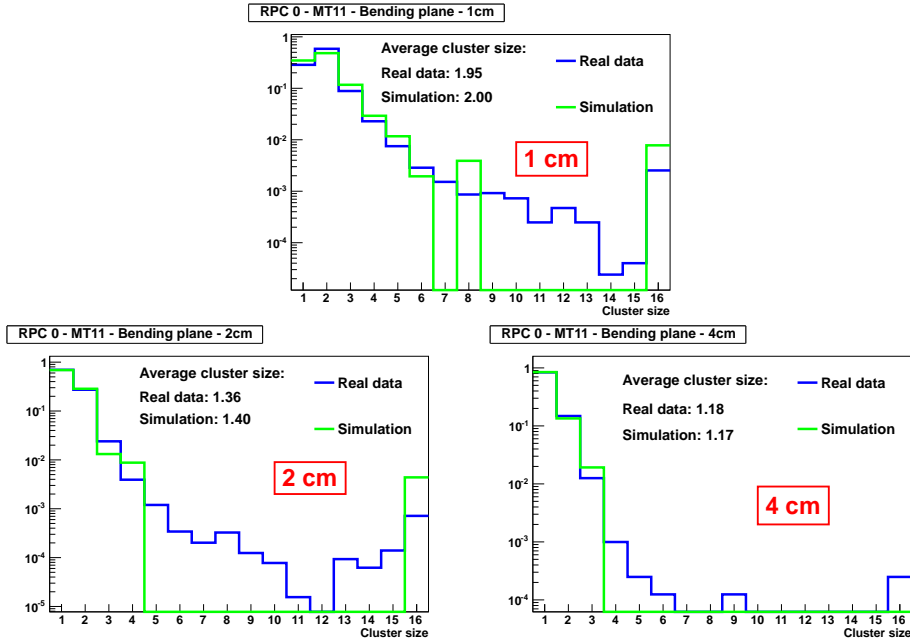 RPC 0 - MT11 - Bending plane - 1cm
1
10^-1
10^-2
10^-3
10^-4
Average cluster size:
Real data: 1.95
Simulation: 2.00
Real data
Simulation
1 cm
1 2 3 4 5 6 7 8 9 10 11 12 13 14 15 16
Cluster size
RPC 0 - MT11 - Bending plane - 2cm
1
10^-1
10^-2
10^-3
10^-4
10^-5
Average cluster size:
Real data: 1.36
Simulation: 1.40
Real data
Simulation
2 cm
1 2 3 4 5 6 7 8 9 10 11 12 13 14 15 16
Cluster size
RPC 0 - MT11 - Bending plane - 4cm
1
10^-1
10^-2
10^-3
10^-4
Average cluster size:
Real data: 1.18
Simulation: 1.17
Real data
Simulation
4 cm
1 2 3 4 5 6 7 8 9 10 11 12 13 14 15 16
Cluster size